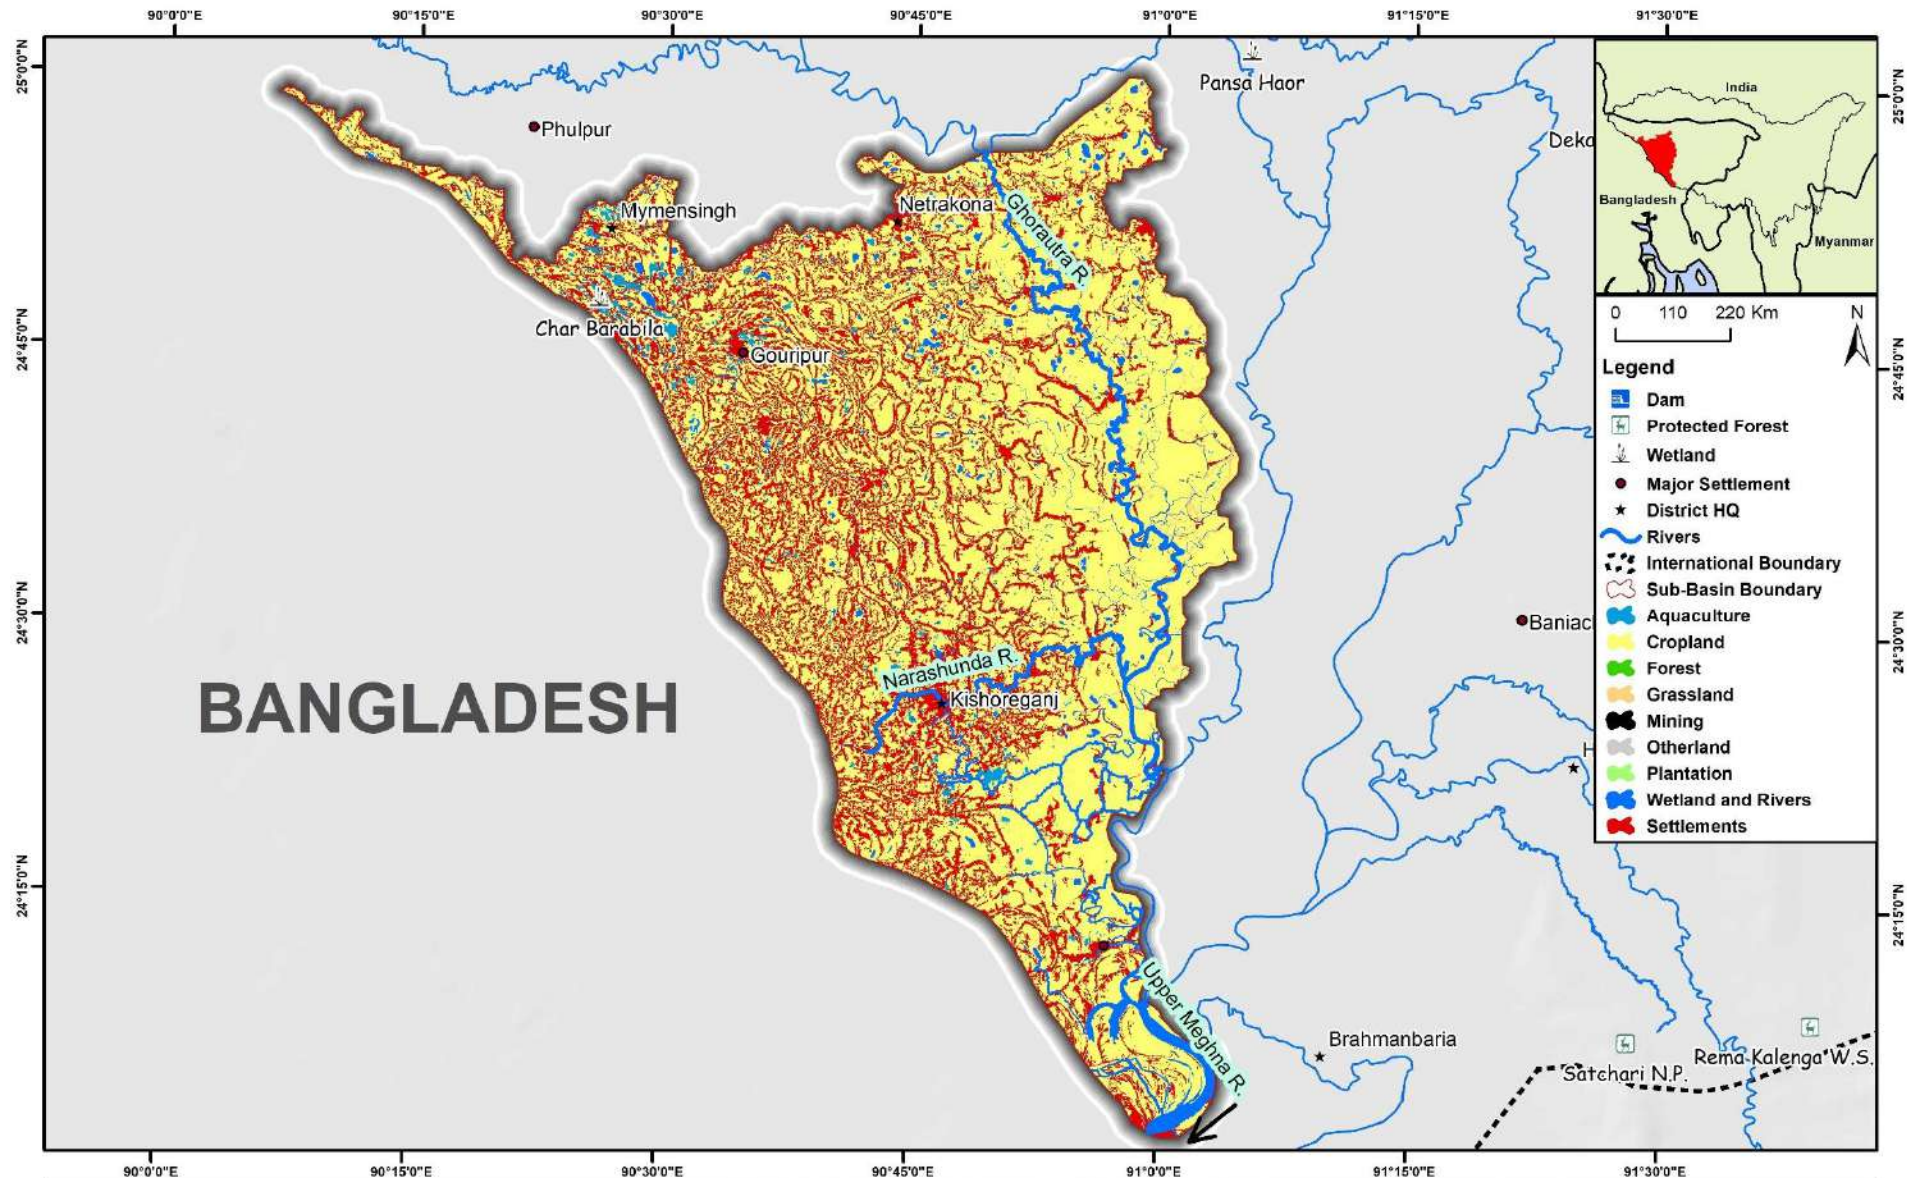 90°0'0"E
90°15'0"E
90°30'0"E
90°45'0"E
91°0'0"E
91°15'0"E
91°30'0"E
25°0'0"N
24°45'0"N
24°30'0"N
24°15'0"N
Pansa Haor
Phulpur
Deka
Mymensingh
Netrakona
Ghorautra R.
Char Barabila
Gouripur
Baniach
Narashunda R.
Kishoreganj
BANGLADESH
H
Upper Meghna R.
Brahmanbaria
Satchari N.P.
Rema Kalenga W.S.
India
Bangladesh
Myanmar
0 110 220 Km
N
Legend
Dam
Protected Forest
Wetland
Major Settlement
District HQ
Rivers
International Boundary
Sub-Basin Boundary
Aquaculture
Cropland
Forest
Grassland
Mining
Otherland
Plantation
Wetland and Rivers
Settlements
25°0'0"N
24°45'0"N
24°30'0"N
24°15'0"N
90°0'0"E
90°15'0"E
90°30'0"E
90°45'0"E
91°0'0"E
91°15'0"E
91°30'0"E